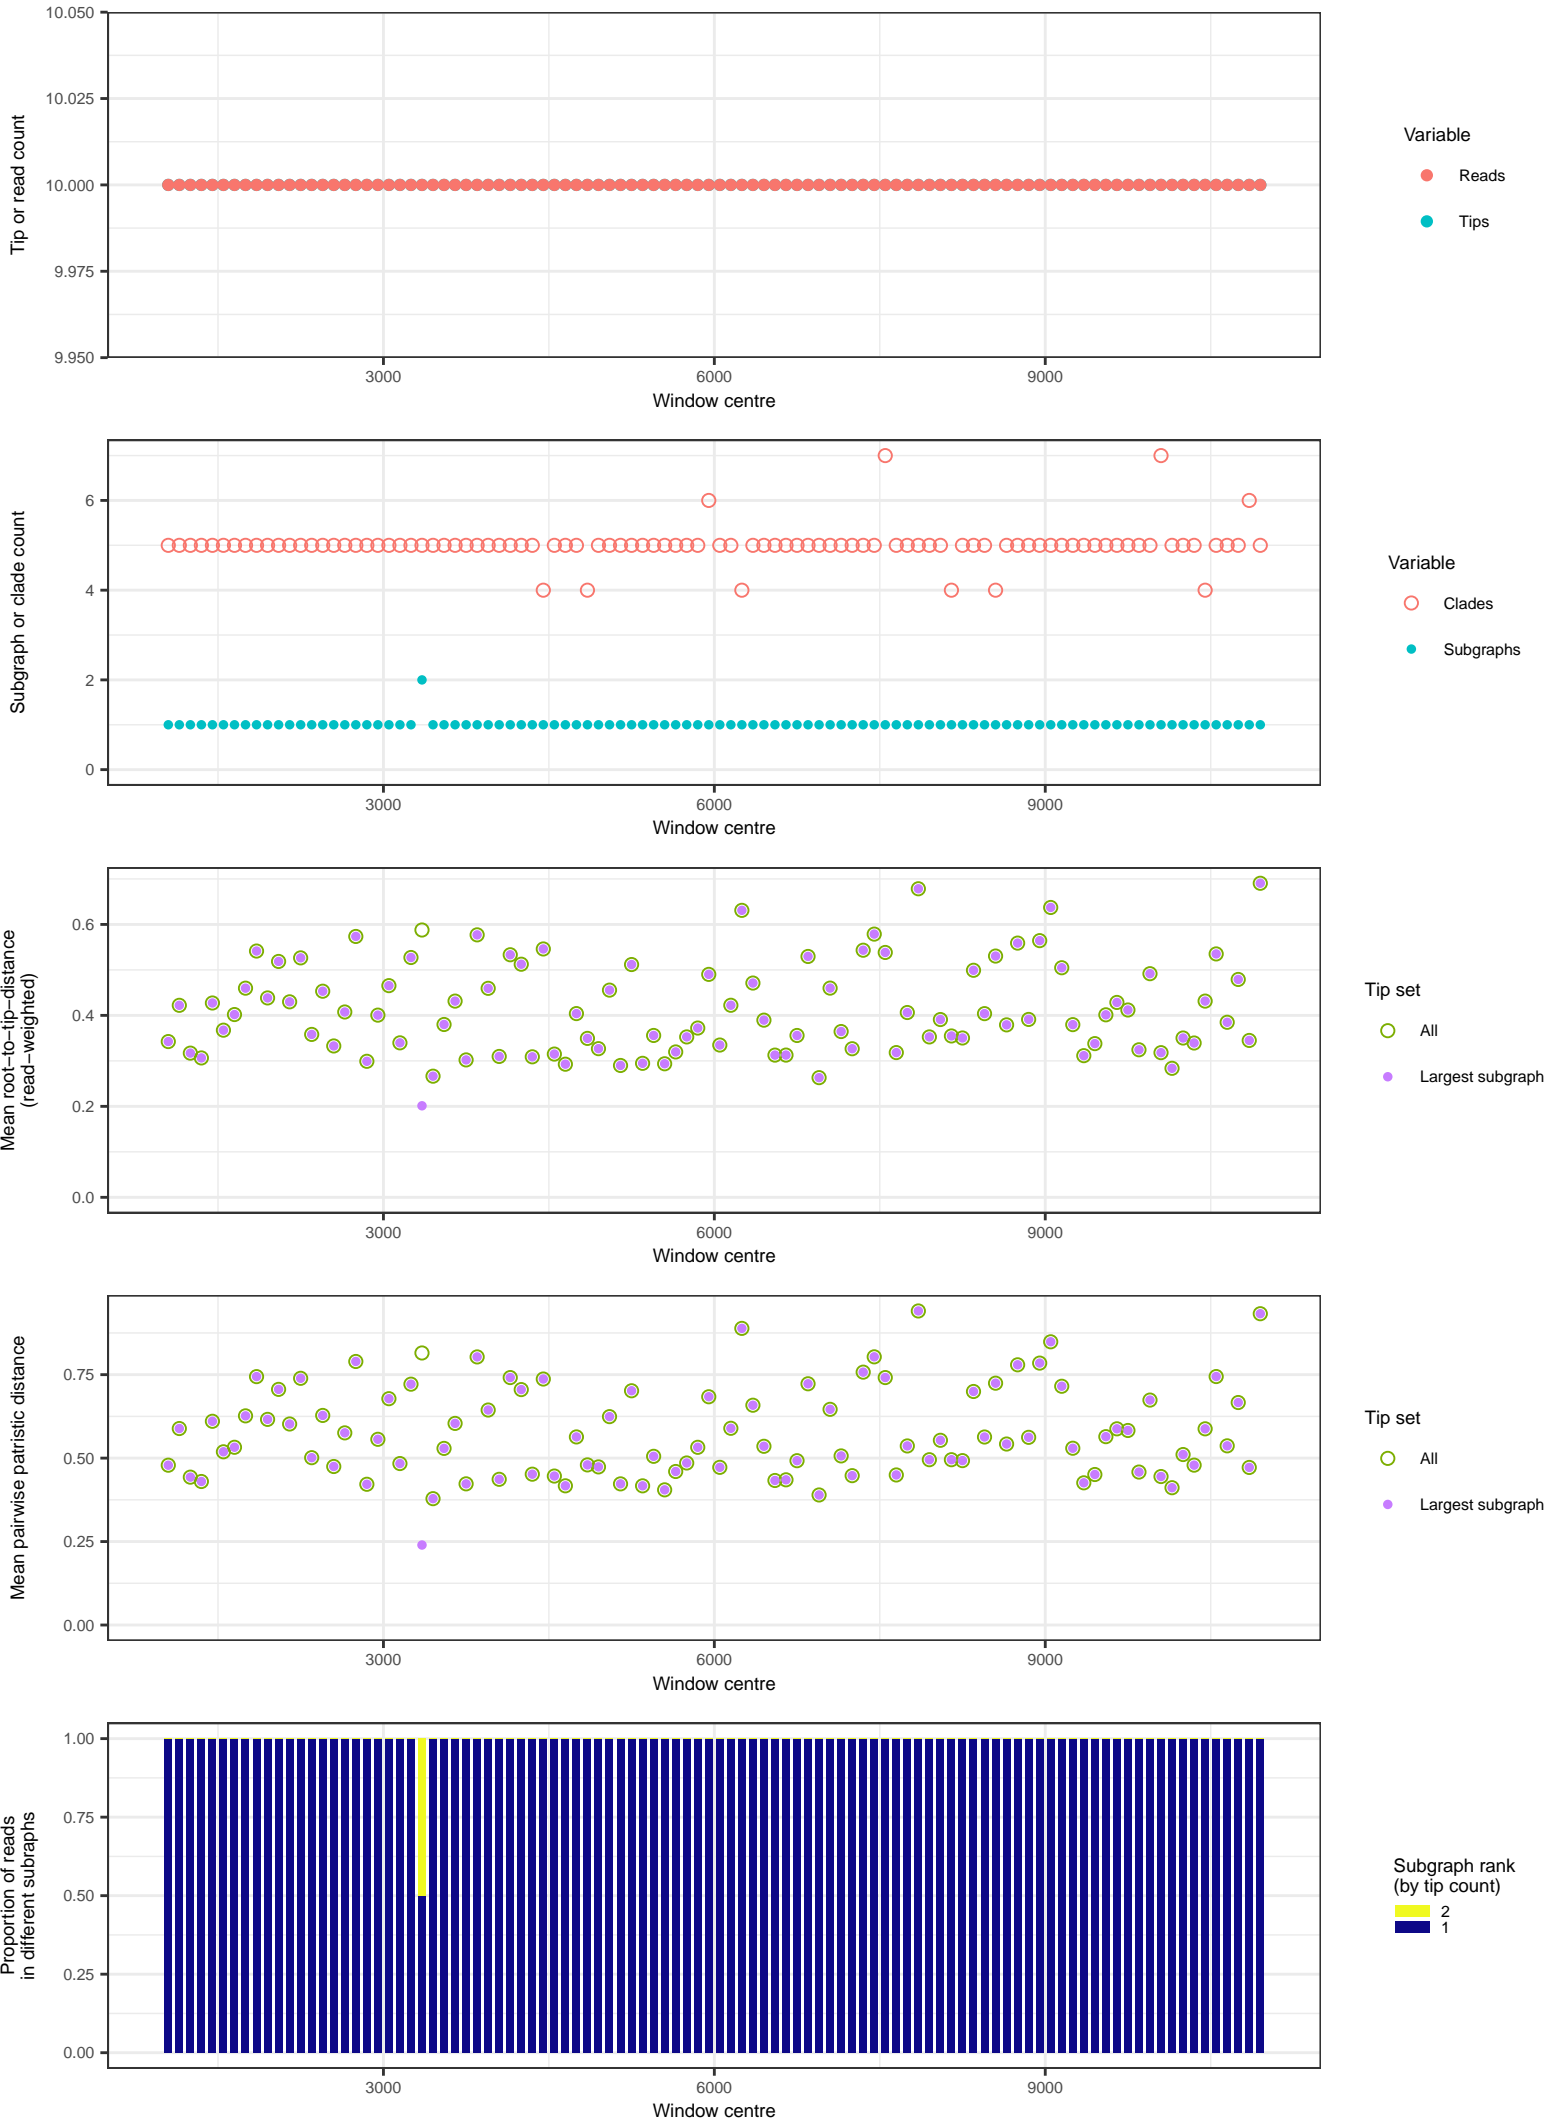 10.050
10.025
10.000
9.975
9.950
Tip or read count
3000
6000
9000
Window centre
Variable
Reads
Tips
6
4
2
0
Subgraph or clade count
3000
6000
9000
Window centre
Variable
Clades
Subgraphs
0.6
0.4
0.2
0.0
Mean root−to−tip−distance
(read−weighted)
3000
6000
9000
Window centre
Tip set
All
Largest subgraph
0.75
0.50
0.25
0.00
Mean pairwise patristic distance
3000
6000
9000
Window centre
Tip set
All
Largest subgraph
1.00
0.75
0.50
0.25
0.00
Proportion of reads
in different subraphs
3000
6000
9000
Window centre
Subgraph rank
(by tip count)
2
1